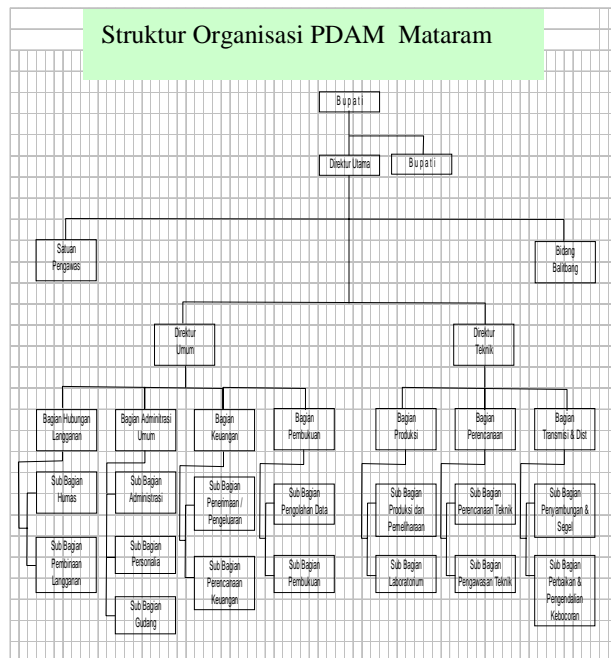 Struktur Organisasi PDAM Mataram
Bupati
Direktur Utama
Bupati
Satuan
Pengawas
Bidang
Balitbang
Direktur
Umum
Direktur
Teknik
Bagian Hubungan
Langganan
Bagian Adminitrasi
Umum
Bagian
Keuangan
Bagian
Pembukuan
Bagian
Produksi
Bagian
Perencanaan
Bagian
Transmisi & Dist
Sub Bagian
Humas
Sub Bagian
Administrasi
Sub Bagian
Penerimaan /
Pengeluaran
Sub Bagian
Pengolahan Data
Sub Bagian
Produksi dan
Pemeliharaan
Sub Bagian
Perencanaan Teknik
Sub Bagian
Penyambungan &
Segel
Sub Bagian
Pembinaan
Langganan
Sub Bagian
Personalia
Sub Bagian
Perencanaan
Keuangan
Sub Bagian
Pembukuan
Sub Bagian
Laboratorium
Sub Bagian
Pengawasan Teknik
Sub Bagian
Perbaikan &
Pengendalian
Kebocoran
Sub Bagian
Gudang